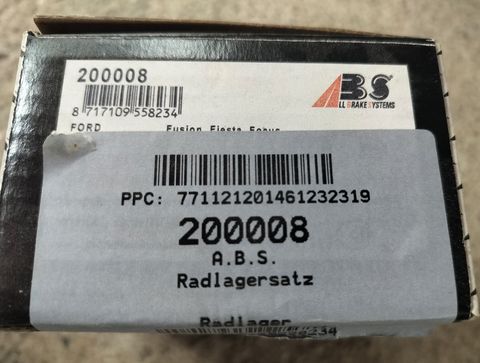 200008
ABS
ALL BRAKE SYSTEMS
8 717109 558234
FORD Fusion Fiesta Focus
PPC: 771121201461232319
200008
A.B.S.
Radlagersatz
Radlager